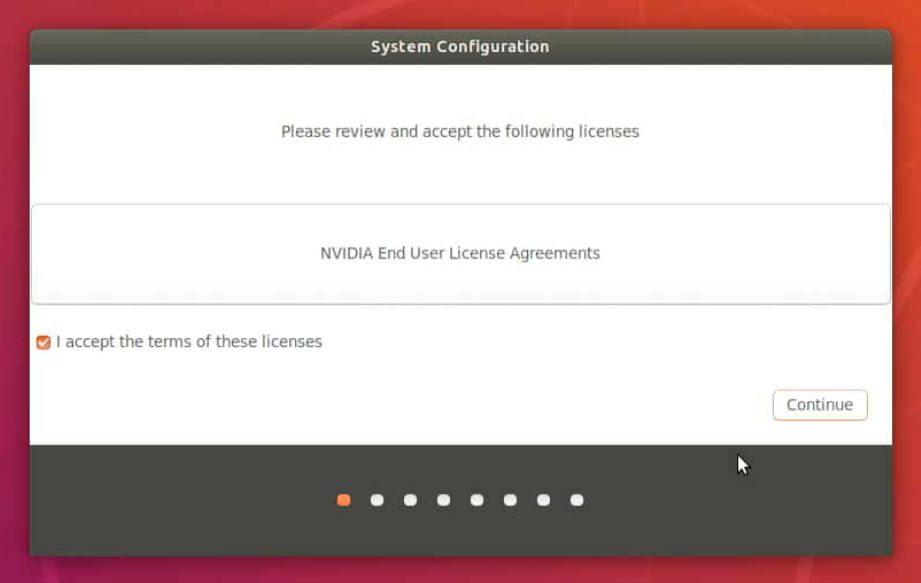 System Configuration
Please review and accept the following licenses
NVIDIA End User License Agreements
I accept the terms of these licenses
Continue